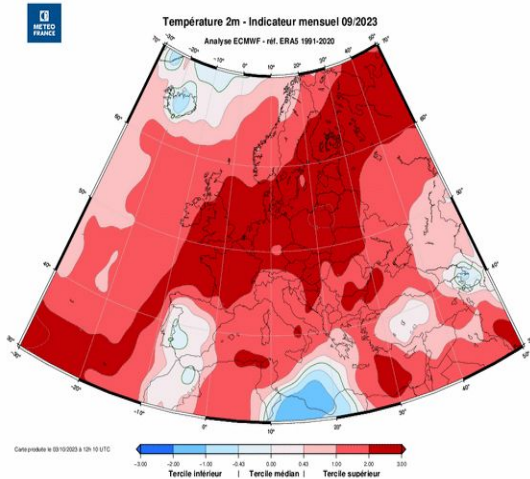 METEO
FRANCE
Température 2m - Indicateur mensuel 09/2023
Analyse ECMWF - réf. ERA5 1991-2020
Carte produite le 03/10/2023 à 12h 10 UTC
-3.00 -2.00 -1.00 -0.43 0.00 0.43 1.00 2.00 3.00
Tercile inférieur | Tercile médian | Tercile supérieur